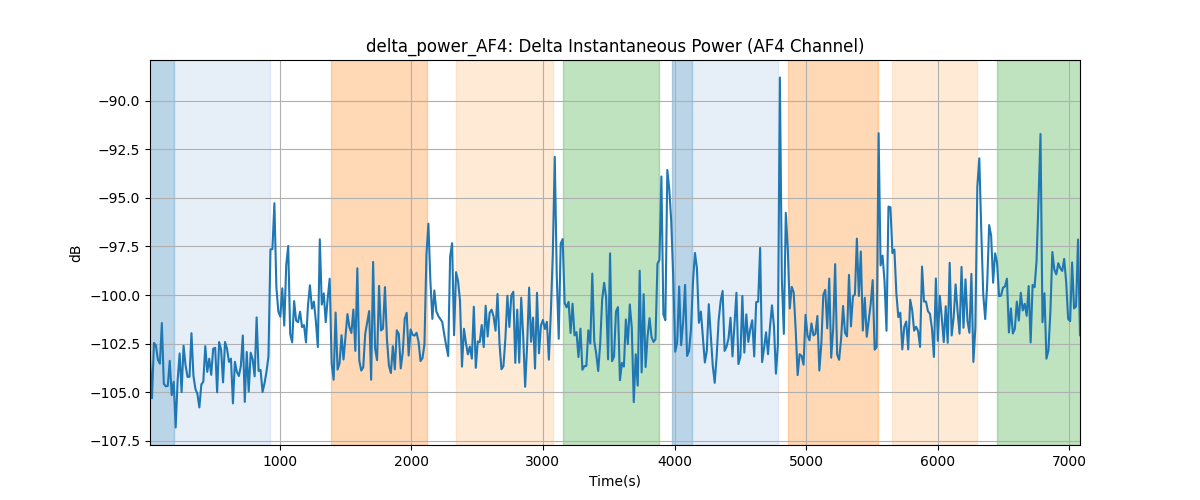 delta_power_AF4: Delta Instantaneous Power (AF4 Channel)
dB
−90.0
−92.5
−95.0
−97.5
−100.0
−102.5
−105.0
−107.5
1000 2000 3000 4000 5000 6000 7000
Time(s)